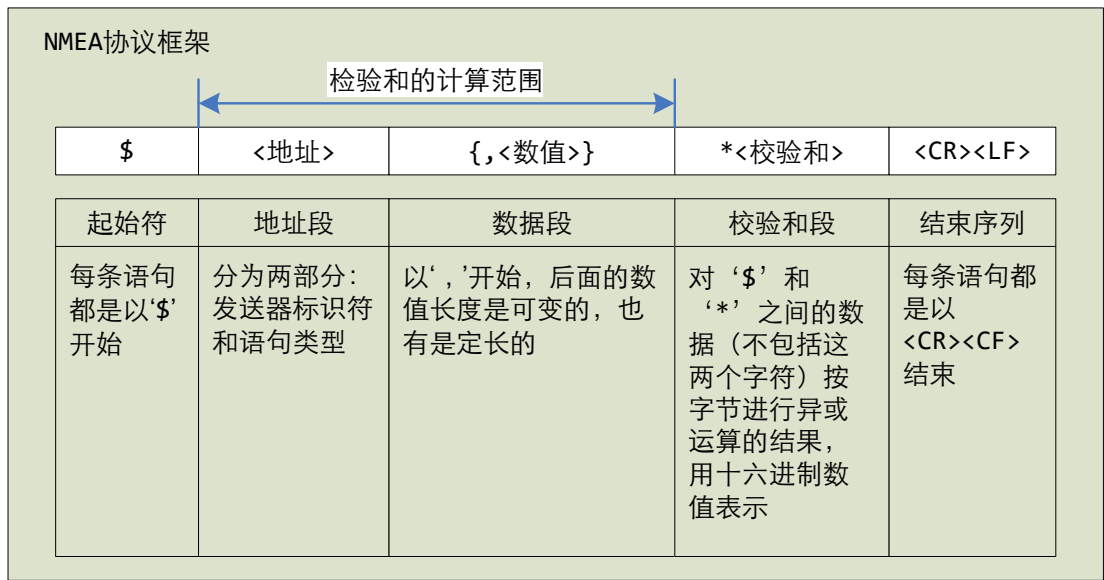 NMEA协议框架
检验和的计算范围
$ <地址> {,<数值>} *<校验和> <CR><LF>
起始符 地址段 数据段 校验和段 结束序列
每条语句
都是以‘$’
开始
分为两部分：
发送器标识符
和语句类型
以‘,’开始，后面的数
值长度是可变的，也
有是定长的
对‘$’和
‘*’之间的数
据（不包括这
两个字符）按
字节进行异或
运算的结果，
用十六进制数
值表示
每条语句都
是以
<CR><CF>
结束